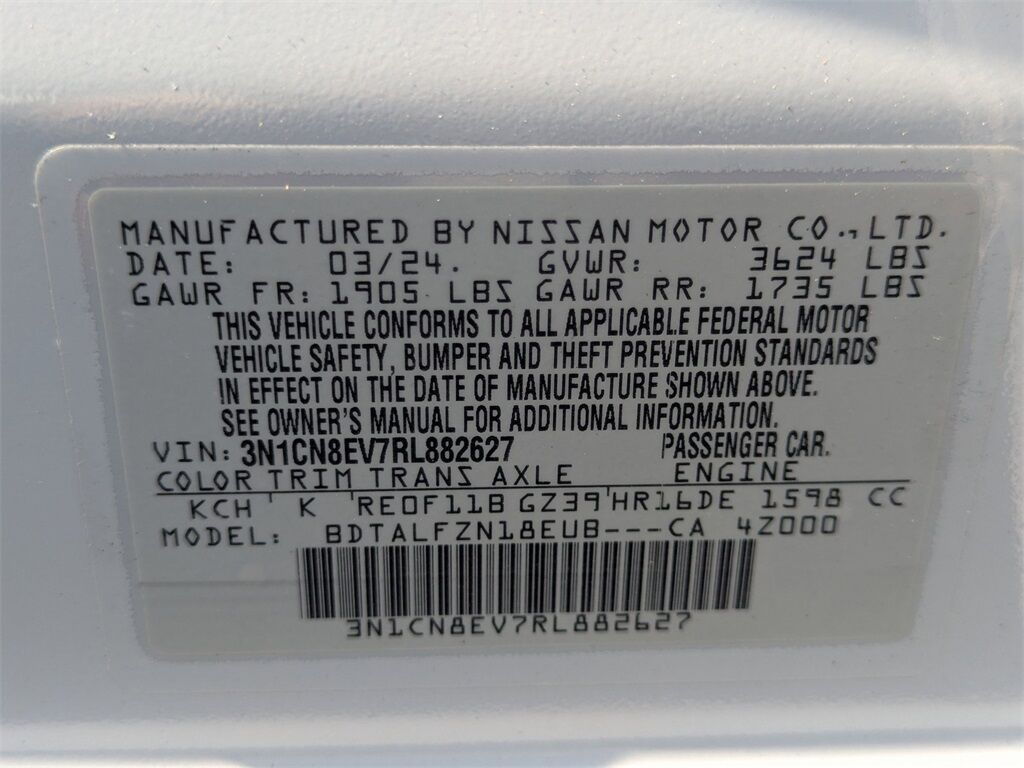 MANUFACTURED BY NISSAN MOTOR CO., LTD.
DATE: 03/24. GVWR: 3624 LBS
GAWR FR: 1905 LBS GAWR RR: 1735 LBS
THIS VEHICLE CONFORMS TO ALL APPLICABLE FEDERAL MOTOR
VEHICLE SAFETY, BUMPER AND THEFT PREVENTION STANDARDS
IN EFFECT ON THE DATE OF MANUFACTURE SHOWN ABOVE.
SEE OWNER'S MANUAL FOR ADDITIONAL INFORMATION.
VIN: 3N1CN8EV7RL882627 PASSENGER CAR.
COLOR TRIM TRANS AXLE ENGINE
KCH K RE0F11B GZ39 HR16DE 1598 CC
MODEL: BDTALFZN18EUB---CA 4Z000
3N1CN8EV7RL882627